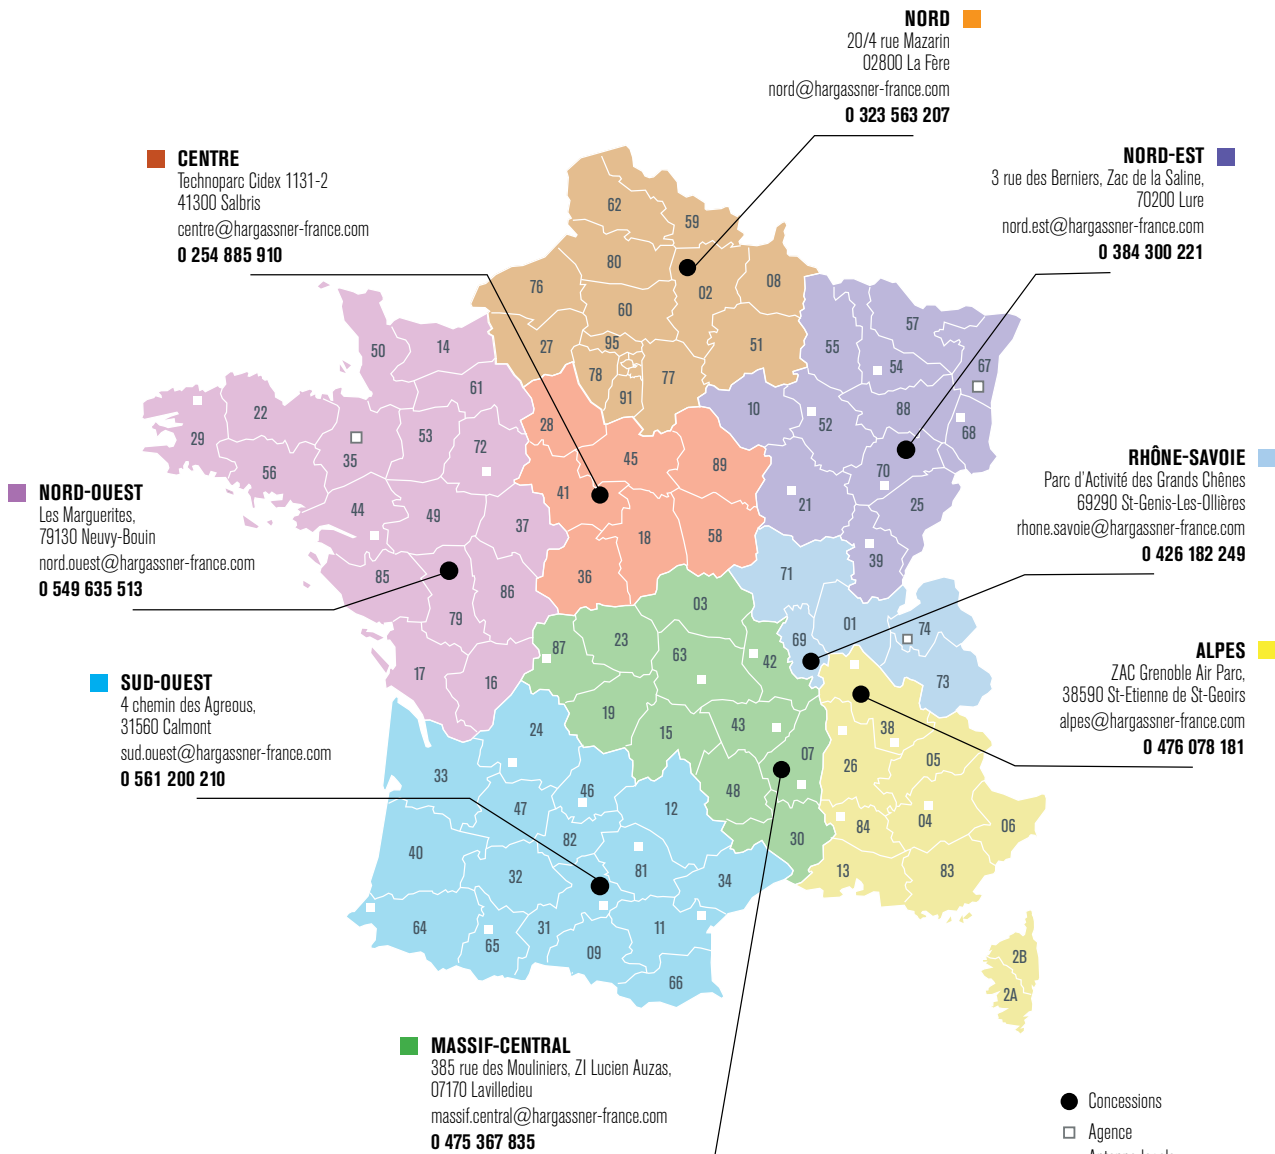 NORD
20/4 rue Mazarin
02800 La Fère
nord@hargassner-france.com
0 323 563 207
CENTRE
Technoparc Cidex 1131-2
41300 Salbris
centre@hargassner-france.com
0 254 885 910
NORD-EST
3 rue des Berniers, Zac de la Saline,
70200 Lure
nord.est@hargassner-france.com
0 384 300 221
NORD-OUEST
Les Marguerites,
79130 Neuvy-Bouin
nord.ouest@hargassner-france.com
0 549 635 513
RHÔNE-SAVOIE
Parc d'Activité des Grands Chênes
69290 St-Genis-Les-Ollières
rhone.savoie@hargassner-france.com
0 426 182 249
SUD-OUEST
4 chemin des Agreous,
31560 Calmont
sud.ouest@hargassner-france.com
0 561 200 210
ALPES
ZAC Grenoble Air Parc,
38590 St-Etienne de St-Geoirs
alpes@hargassner-france.com
0 476 078 181
MASSIF-CENTRAL
385 rue des Mouliniers, ZI Lucien Auzas,
07170 Lavilledieu
massif.central@hargassner-france.com
0 475 367 835
62
59
80
76
02
08
60
27
95
51
78
77
91
55
57
54
67
10
52
88
68
70
21
25
39
50
14
61
22
29
53
72
35
56
44
49
37
85
79
86
17
16
28
45
89
41
18
58
36
71
01
74
69
73
03
23
87
63
42
19
15
43
07
48
30
24
33
46
47
12
82
40
32
81
34
64
65
31
11
09
66
38
26
05
84
04
06
13
83
2B
2A
Concessions
Agence